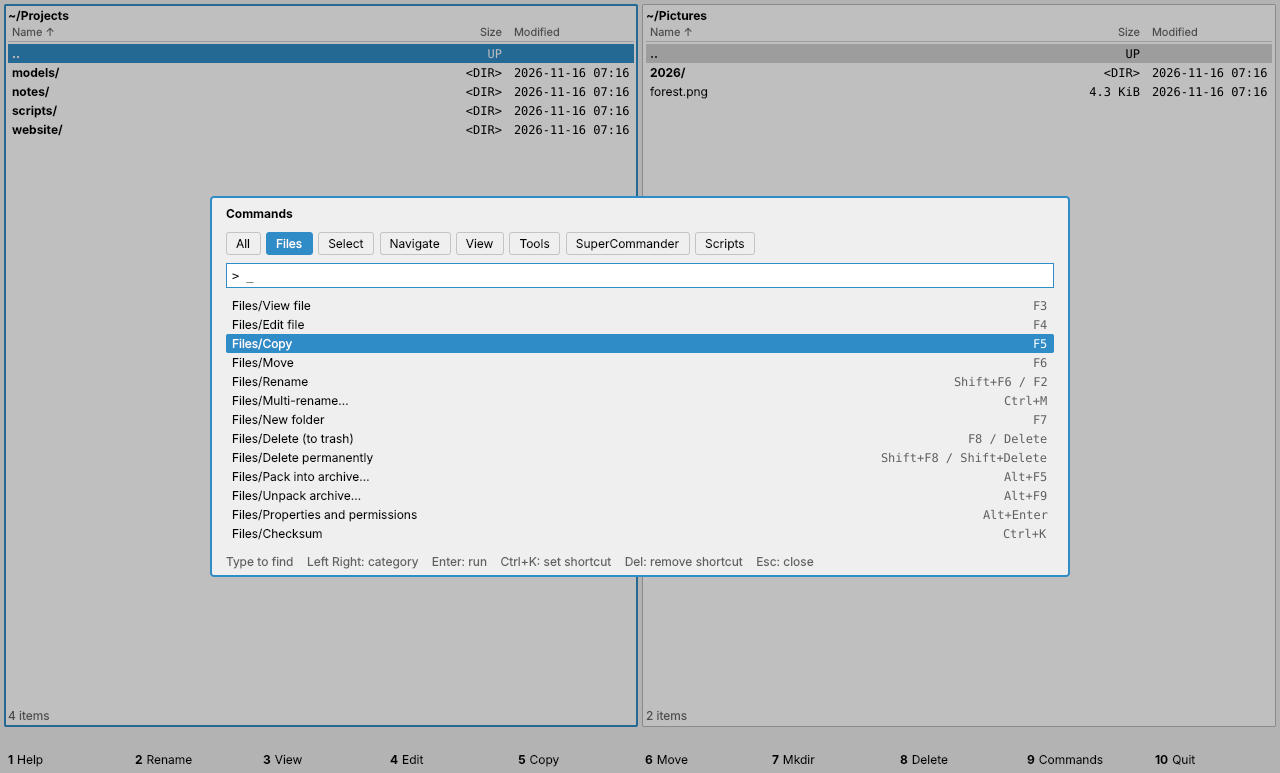 ~/Projects
Name ↑ Size Modified
.. UP
models/ <DIR> 2026-11-16 07:16
notes/ <DIR> 2026-11-16 07:16
scripts/ <DIR> 2026-11-16 07:16
website/ <DIR> 2026-11-16 07:16
4 items
~/Pictures
Name ↑ Size Modified
.. UP
2026/ <DIR> 2026-11-16 07:16
forest.png 4.3 KiB 2026-11-16 07:16
2 items
Commands
All Files Select Navigate View Tools SuperCommander Scripts
> _
Files/View file F3
Files/Edit file F4
Files/Copy F5
Files/Move F6
Files/Rename Shift+F6 / F2
Files/Multi-rename... Ctrl+M
Files/New folder F7
Files/Delete (to trash) F8 / Delete
Files/Delete permanently Shift+F8 / Shift+Delete
Files/Pack into archive... Alt+F5
Files/Unpack archive... Alt+F9
Files/Properties and permissions Alt+Enter
Files/Checksum Ctrl+K
Type to find Left Right: category Enter: run Ctrl+K: set shortcut Del: remove shortcut Esc: close
1 Help 2 Rename 3 View 4 Edit 5 Copy 6 Move 7 Mkdir 8 Delete 9 Commands 10 Quit